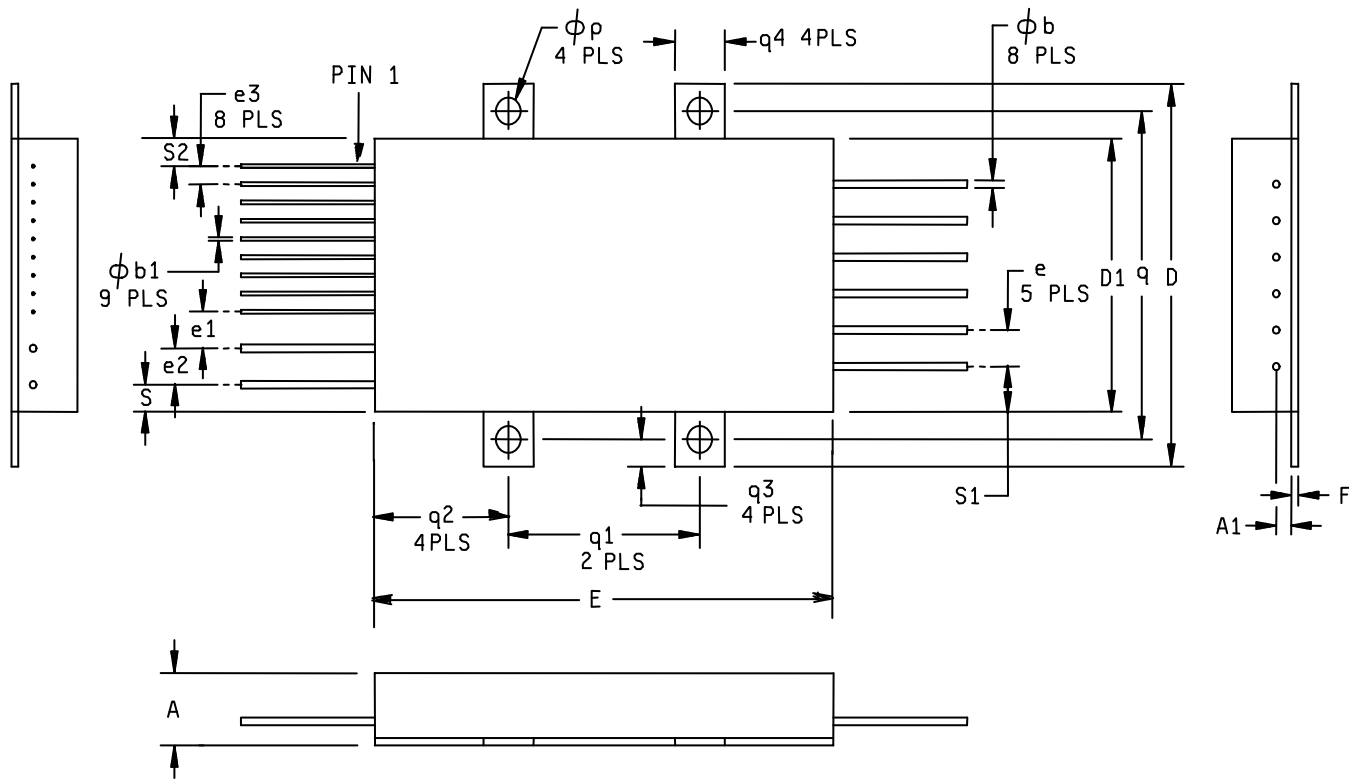 ϕp
4 PLS
q4 4PLS
ϕb
8 PLS
PIN 1
e3
8 PLS
S2
ϕb1
9 PLS
e
5 PLS
D1 q D
e1
e2
S
S1
q3
4 PLS
F
A1
q2
4PLS
q1
2 PLS
E
A